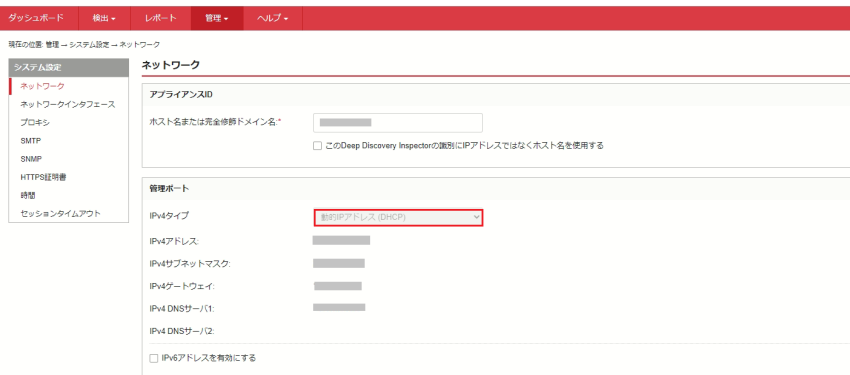 ダッシュボード 検出 レポート 管理 ヘルプ
現在の位置: 管理 → システム設定 → ネットワーク
システム設定
ネットワーク
ネットワークインタフェース
プロキシ
SMTP
SNMP
HTTPS証明書
時間
セッションタイムアウト
ネットワーク
アプライアンスID
ホスト名または完全修飾ドメイン名:*
このDeep Discovery Inspectorの識別にIPアドレスではなくホスト名を使用する
管理ポート
IPv4タイプ 動的IPアドレス (DHCP)
IPv4アドレス:
IPv4サブネットマスク:
IPv4ゲートウェイ:
IPv4 DNSサーバ1:
IPv4 DNSサーバ2:
IPv6アドレスを有効にする